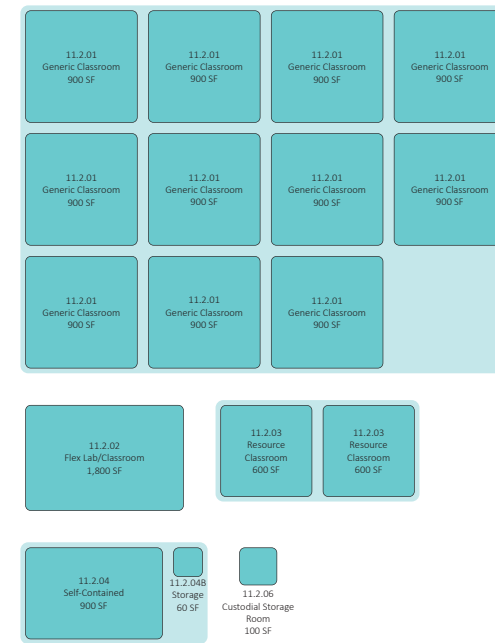 11.2.01
Generic Classroom
900 SF
11.2.01
Generic Classroom
900 SF
11.2.01
Generic Classroom
900 SF
11.2.01
Generic Classroom
900 SF
11.2.01
Generic Classroom
900 SF
11.2.01
Generic Classroom
900 SF
11.2.01
Generic Classroom
900 SF
11.2.01
Generic Classroom
900 SF
11.2.01
Generic Classroom
900 SF
11.2.01
Generic Classroom
900 SF
11.2.01
Generic Classroom
900 SF
11.2.02
Flex Lab/Classroom
1,800 SF
11.2.03
Resource
Classroom
600 SF
11.2.03
Resource
Classroom
600 SF
11.2.04
Self-Contained
900 SF
11.2.04B
Storage
60 SF
11.2.06
Custodial Storage
Room
100 SF